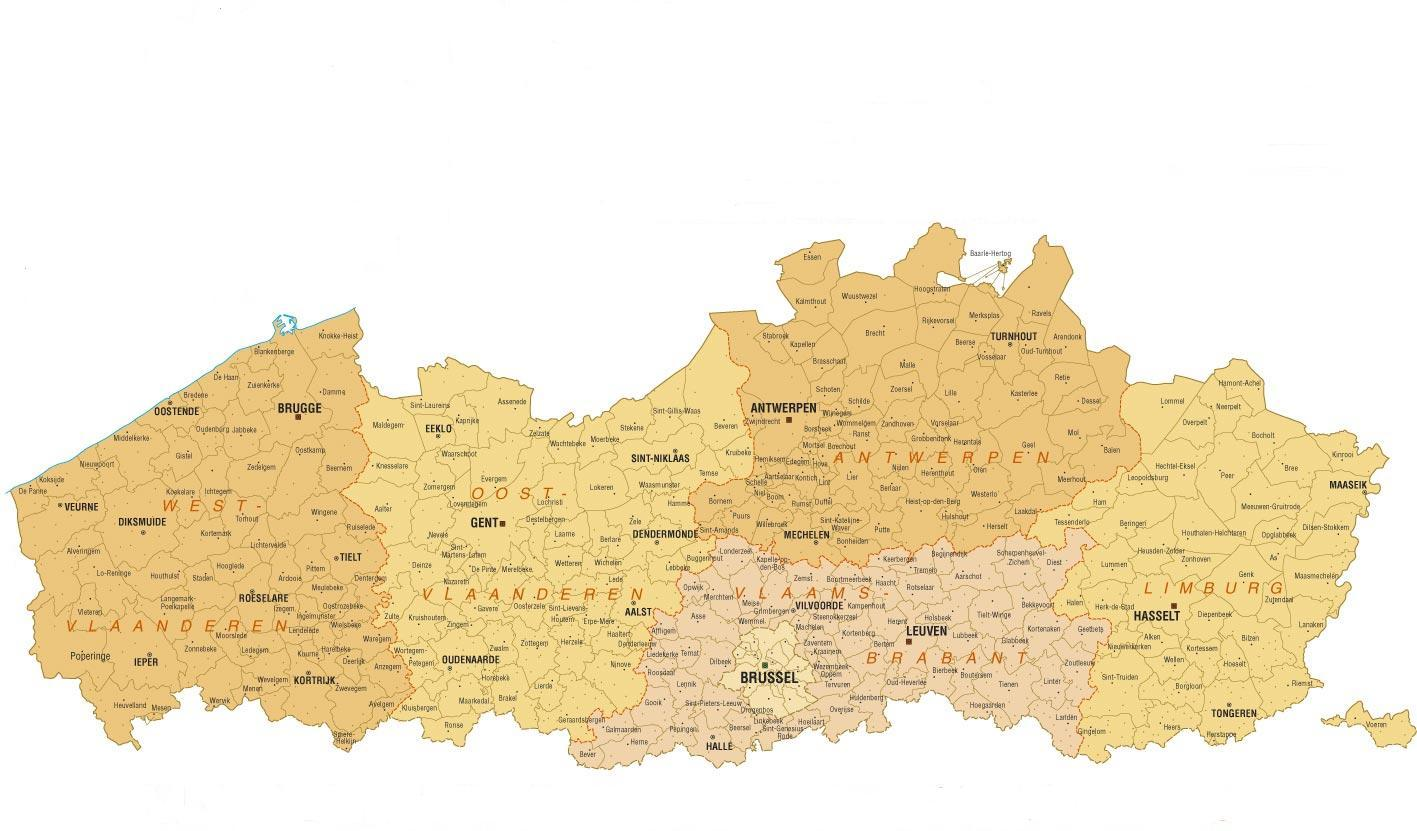 Essen
Baarle-Hertog
Kalmthout
Wuustwezel
Hoogstraten
Merksplas
Ravels
Rijkevorsel
Stabroek
Kapellen
Brecht
Beerse
TURNHOUT
Arendonk
Vosselaar
Oud-Turnhout
Brasschaat
Malle
Retie
Schoten
Zoersel
Lille
Kasterlee
Dessel
Schilde
ANTWERPEN
Zwijndrecht
Wijnegem
Wommelgem
Borsbeek
Ranst
Zandhoven
Vorselaar
Grobbendonk
Herentals
Geel
Mol
Balen
Mortsel
Boechout
ANTWERPEN
Hemiksem
Edegem
Hove
Aartselaar
Kontich
Lint
Lier
Nijlen
Herenthout
Olen
Meerhout
Schelle
Niel
Boom
Berlaar
Westerlo
Bornem
Rumst
Duffel
Heist-op-den-Berg
Laakdal
Puurs
Willebroek
Sint-Katelijne-
Waver
Putte
Hulshout
Herselt
Sint-Amands
MECHELEN
Bonheiden
Knokke-Heist
Blankenberge
De Haan
Zuienkerke
Damme
Bredene
OOSTENDE
BRUGGE
Oudenburg
Jabbeke
Middelkerke
Oostkamp
Gistel
Zedelgem
Beernem
Nieuwpoort
Koksijde
De Panne
Koekelare
Ichtegem
WEST-
VEURNE
Torhout
Wingene
DIKSMUIDE
Kortemark
Ruiselede
Alveringem
Lichtervelde
TIELT
Lo-Reninge
Houthulst
Staden
Hooglede
Ardooie
Pittem
Dentergem
Meulebeke
Langemark-
Poelkapelle
ROESELARE
Izegem
Oostrozebeke
Ingelmunster
Vleteren
VLAANDEREN
Moorslede
Lendelede
Wielsbeke
Waregem
Zonnebeke
Ledegem
Kuurne
Harelbeke
Poperinge
IEPER
Deerlijk
Anzegem
Wevelgem
KORTRIJK
Menen
Zwevegem
Heuvelland
Mesen
Wervik
Avelgem
Spiere-
Helkijn
Sint-Laureins
Assenede
Maldegem
EEKLO
Kaprijke
Zelzate
Wachtebeke
Moerbeke
Stekene
Sint-Gillis-Waas
Beveren
Waarschoot
SINT-NIKLAAS
Kruibeke
Knesselare
Temse
Zomergem
Evergem
OOST-
Lokeren
Waasmunster
Hamme
Aalter
Lovendegem
Lochristi
GENT
Destelbergen
Zele
Nevele
Laarne
Berlare
DENDERMONDE
Sint-
Martens-Latem
Deinze
De Pinte
Merelbeke
Wetteren
Wichelen
Buggenhout
Lebbeke
Nazareth
VLAANDEREN
Lede
Zulte
Gavere
Oosterzele
Sint-Lievens-
Houtem
AALST
Kruishoutem
Zingem
Erpe-Mere
Haaltert
Wortegem-
Petegem
Zwalm
Zottegem
Herzele
Denderleeuw
OUDENAARDE
Horebeke
Ninove
Maarkedal
Brakel
Lierde
Kluisbergen
Ronse
Geraardsbergen
Londerzeel
Kapelle-op-
den-Bos
Keerbergen
Begijnendijk
Scherpenheuvel-
Zichem
Diest
Zemst
Boortmeerbeek
Haacht
Tremelo
Aarschot
Opwijk
Merchtem
VLAAMS-
Rotselaar
Meise
Grimbergen
VILVOORDE
Kampenhout
Bekkevoort
Asse
Wemmel
Steenokkerzeel
Machelen
Herent
Holsbeek
Tielt-Winge
Affligem
Kortenberg
LEUVEN
Lubbeek
Kortenaken
Geetbets
Zaventem
Bertem
Glabbeek
Liedekerke
Ternat
Dilbeek
Kraainem
BRABANT
Roosdaal
Wezembeek-
Oppem
Bierbeek
Boutersem
Zoutleeuw
BRUSSEL
Lennik
Tervuren
Oud-Heverlee
Tienen
Linter
Gooik
Sint-Pieters-Leeuw
Drogenbos
Overijse
Huldenberg
Hoegaarden
Linkebeek
Hoeilaart
Landen
Galmaarden
Pepingen
Beersel
Sint-Genesius-
Rode
Herne
HALLE
Bever
Hamont-Achel
Lommel
Neerpelt
Overpelt
Bocholt
Kinrooi
Hechtel-Eksel
Bree
Leopoldsburg
Peer
MAASEIK
Ham
Meeuwen-Gruitrode
Tessenderlo
Beringen
Dilsen-Stokkem
Houthalen-Helchteren
Opglabbeek
Heusden-Zolder
Zonhoven
As
Lummen
Genk
Maasmechelen
LIMBURG
Halen
Herk-de-Stad
HASSELT
Diepenbeek
Zutendaal
Lanaken
Alken
Bilzen
Nieuwerkerken
Kortessem
Wellen
Hoeselt
Sint-Truiden
Borgloon
Riemst
TONGEREN
Gingelom
Heers
Herstappe
Voeren